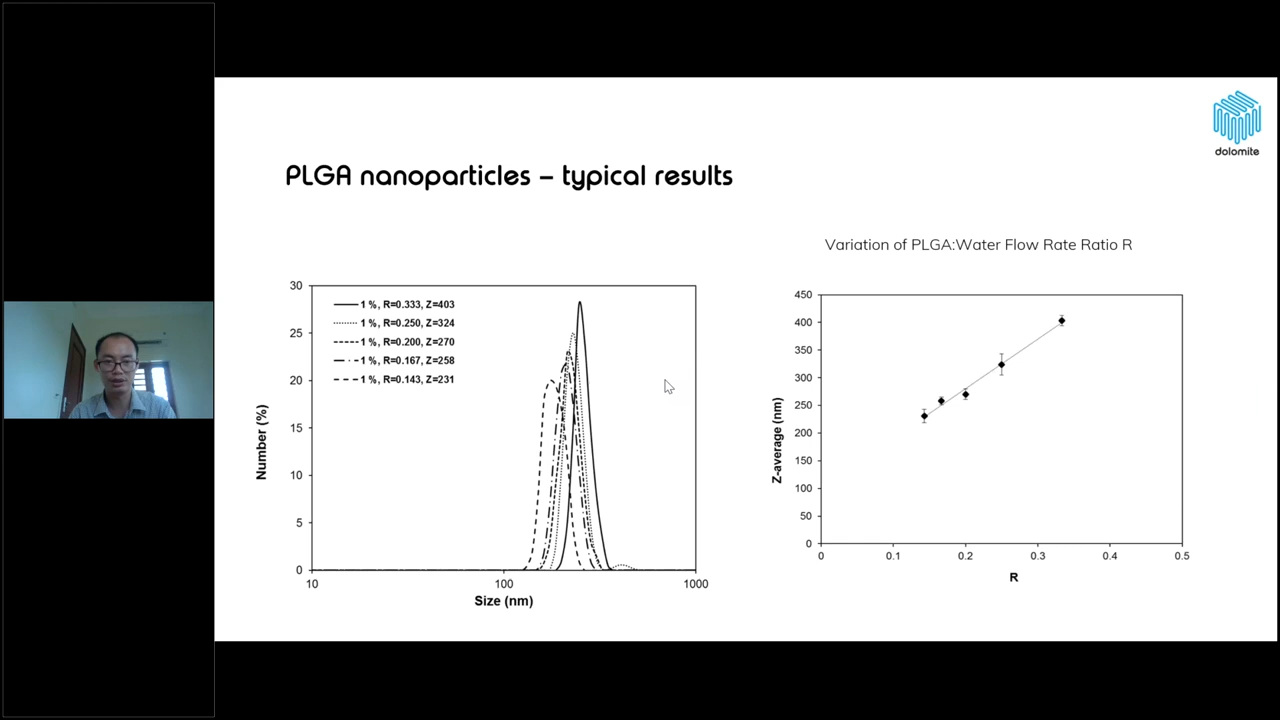 dolomite
PLGA nanoparticles – typical results
Variation of PLGA:Water Flow Rate Ratio R
30
25
20
15
10
5
0
Number (%)
1 %, R=0.333, Z=403
1 %, R=0.250, Z=324
1 %, R=0.200, Z=270
1 %, R=0.167, Z=258
1 %, R=0.143, Z=231
10
100
1000
Size (nm)
450
400
350
300
250
200
150
100
50
0
Z-average (nm)
0
0.1
0.2
0.3
0.4
0.5
R